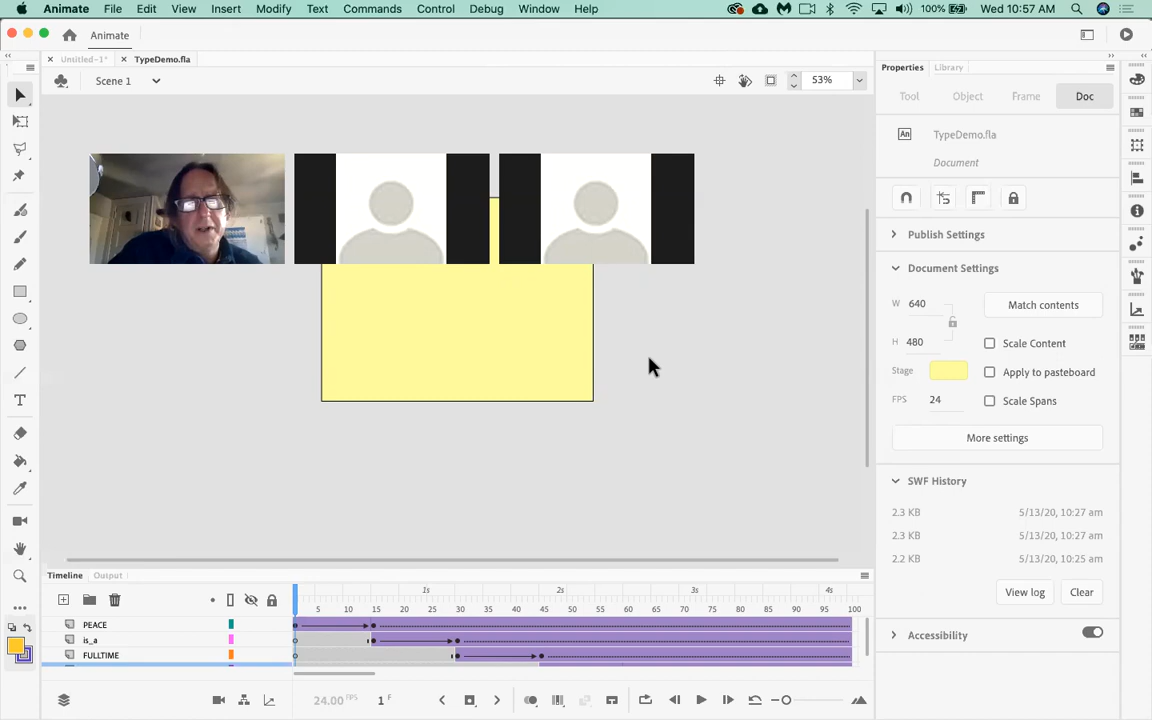 Animate File Edit View Insert Modify Text Commands Control Debug Window Help 100% Wed 10:57 AM
Animate
Untitled-1* TypeDemo.fla
Scene 1 53%
Properties Library
Tool Object Frame Doc
An TypeDemo.fla
Document
Publish Settings
Document Settings
W 640 Match contents
H 480 Scale Content
Stage Apply to pasteboard
FPS 24 Scale Spans
More settings
SWF History
2.3 KB 5/13/20, 10:27 am
2.3 KB 5/13/20, 10:27 am
2.2 KB 5/13/20, 10:25 am
View log Clear
Accessibility
Timeline Output
1s 2s 3s 4s
5 10 15 20 25 30 35 40 45 50 55 60 65 70 75 80 85 90 95 100
PEACE
is_a
FULLTIME
24.00 FPS 1 F